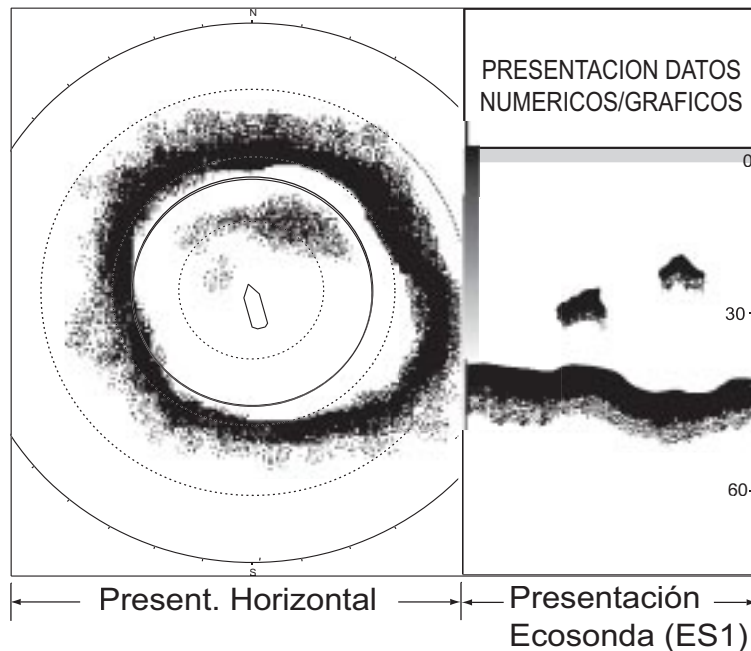 N
PRESENTACION DATOS
NUMERICOS/GRAFICOS
0
30
60
S
Present. Horizontal
Presentación
Ecosonda (ES1)